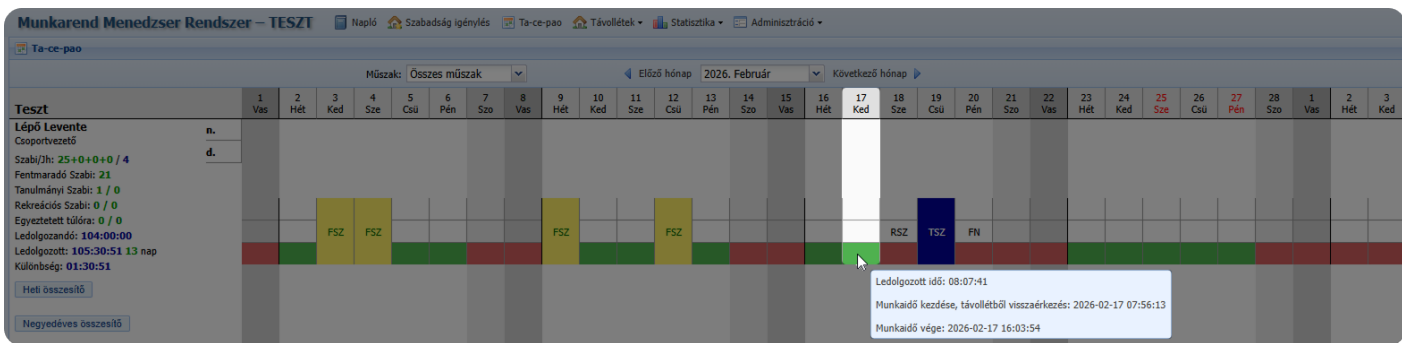 Munkarend Menedzser Rendszer – TESZT Napló Szabadság igénylés Ta-ce-pao Távollétek Statisztika Adminisztráció
Ta-ce-pao
Műszak: Összes műszak Előző hónap 2026. Február Következő hónap
1 2 3 4 5 6 7 8 9 10 11 12 13 14 15 16 17 18 19 20 21 22 23 24 25 26 27 28 1 2 3
Teszt Vas Hét Ked Sze Csü Pén Szo Vas Hét Ked Sze Csü Pén Szo Vas Hét Ked Sze Csü Pén Szo Vas Hét Ked Sze Csü Pén Szo Vas Hét Ked
Lépő Levente n.
Csoportvezető
d.
Szabi/Jh: 25+0+0+0 / 4
Fentmaradó Szabi: 21
Tanulmányi Szabi: 1 / 0
Rekreációs Szabi: 0 / 0
Egyeztetett túlóra: 0 / 0
Ledolgozandó: 104:00:00 FSZ FSZ FSZ FSZ RSZ TSZ FN
Ledolgozott: 105:30:51 13 nap
Különbség: 01:30:51
Heti összesítő
Negyedéves összesítő
Ledolgozott idő: 08:07:41
Munkaidő kezdése, távollétből visszaérkezés: 2026-02-17 07:56:13
Munkaidő vége: 2026-02-17 16:03:54